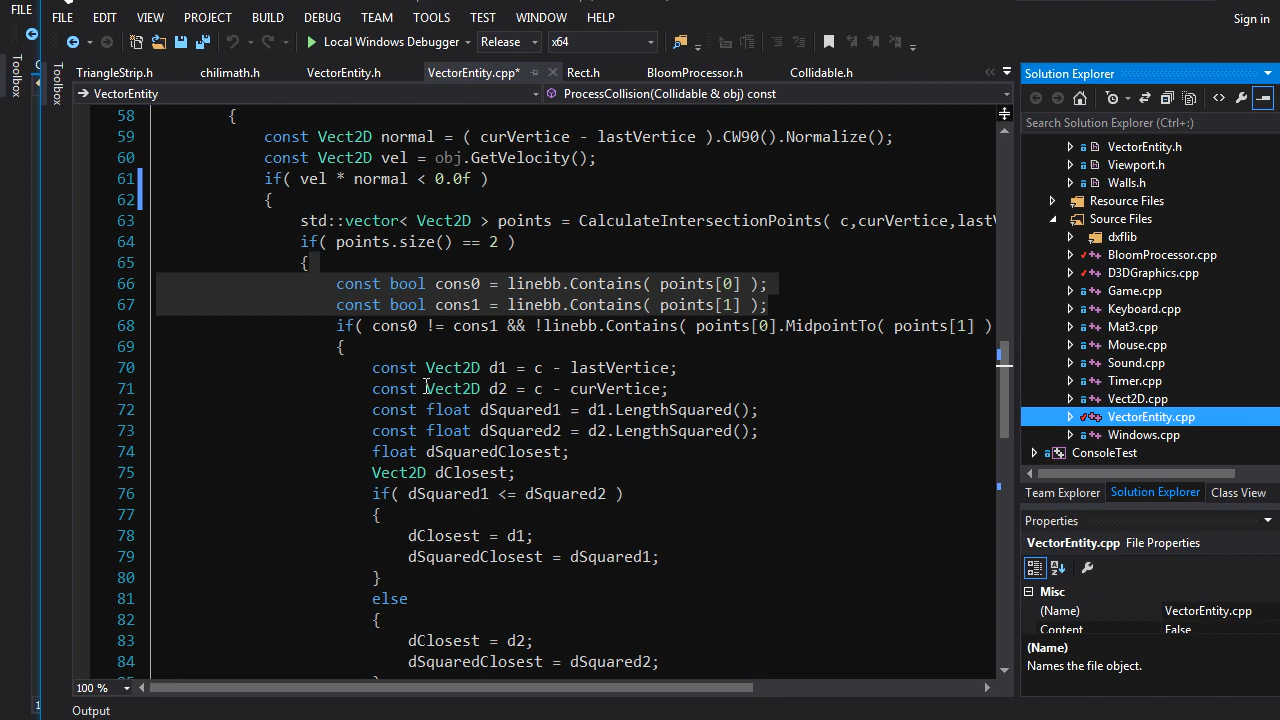 FILE
FILE EDIT VIEW PROJECT BUILD DEBUG TEAM TOOLS TEST WINDOW HELP
Sign in
Local Windows Debugger Release x64
Toolbox
Toolbox
TriangleStrip.h chilimath.h VectorEntity.h VectorEntity.cpp* Rect.h BloomProcessor.h Collidable.h
VectorEntity ProcessCollision(Collidable & obj) const
58 {
59 const Vect2D normal = ( curVertice - lastVertice ).CW90().Normalize();
60 const Vect2D vel = obj.GetVelocity();
61 if( vel * normal < 0.0f )
62 {
63 std::vector< Vect2D > points = CalculateIntersectionPoints( c,curVertice,lastV
64 if( points.size() == 2 )
65 {
66 const bool cons0 = linebb.Contains( points[0] );
67 const bool cons1 = linebb.Contains( points[1] );
68 if( cons0 != cons1 && !linebb.Contains( points[0].MidpointTo( points[1] )
69 {
70 const Vect2D d1 = c - lastVertice;
71 const Vect2D d2 = c - curVertice;
72 const float dSquared1 = d1.LengthSquared();
73 const float dSquared2 = d2.LengthSquared();
74 float dSquaredClosest;
75 Vect2D dClosest;
76 if( dSquared1 <= dSquared2 )
77 {
78 dClosest = d1;
79 dSquaredClosest = dSquared1;
80 }
81 else
82 {
83 dClosest = d2;
84 dSquaredClosest = dSquared2;
100 %
Output
1
Solution Explorer
Search Solution Explorer (Ctrl+;)
VectorEntity.h
Viewport.h
Walls.h
Resource Files
Source Files
dxflib
BloomProcessor.cpp
D3DGraphics.cpp
Game.cpp
Keyboard.cpp
Mat3.cpp
Mouse.cpp
Sound.cpp
Timer.cpp
Vect2D.cpp
VectorEntity.cpp
Windows.cpp
ConsoleTest
Team Explorer Solution Explorer Class View
Properties
VectorEntity.cpp File Properties
Misc
(Name) VectorEntity.cpp
Content False
(Name)
Names the file object.